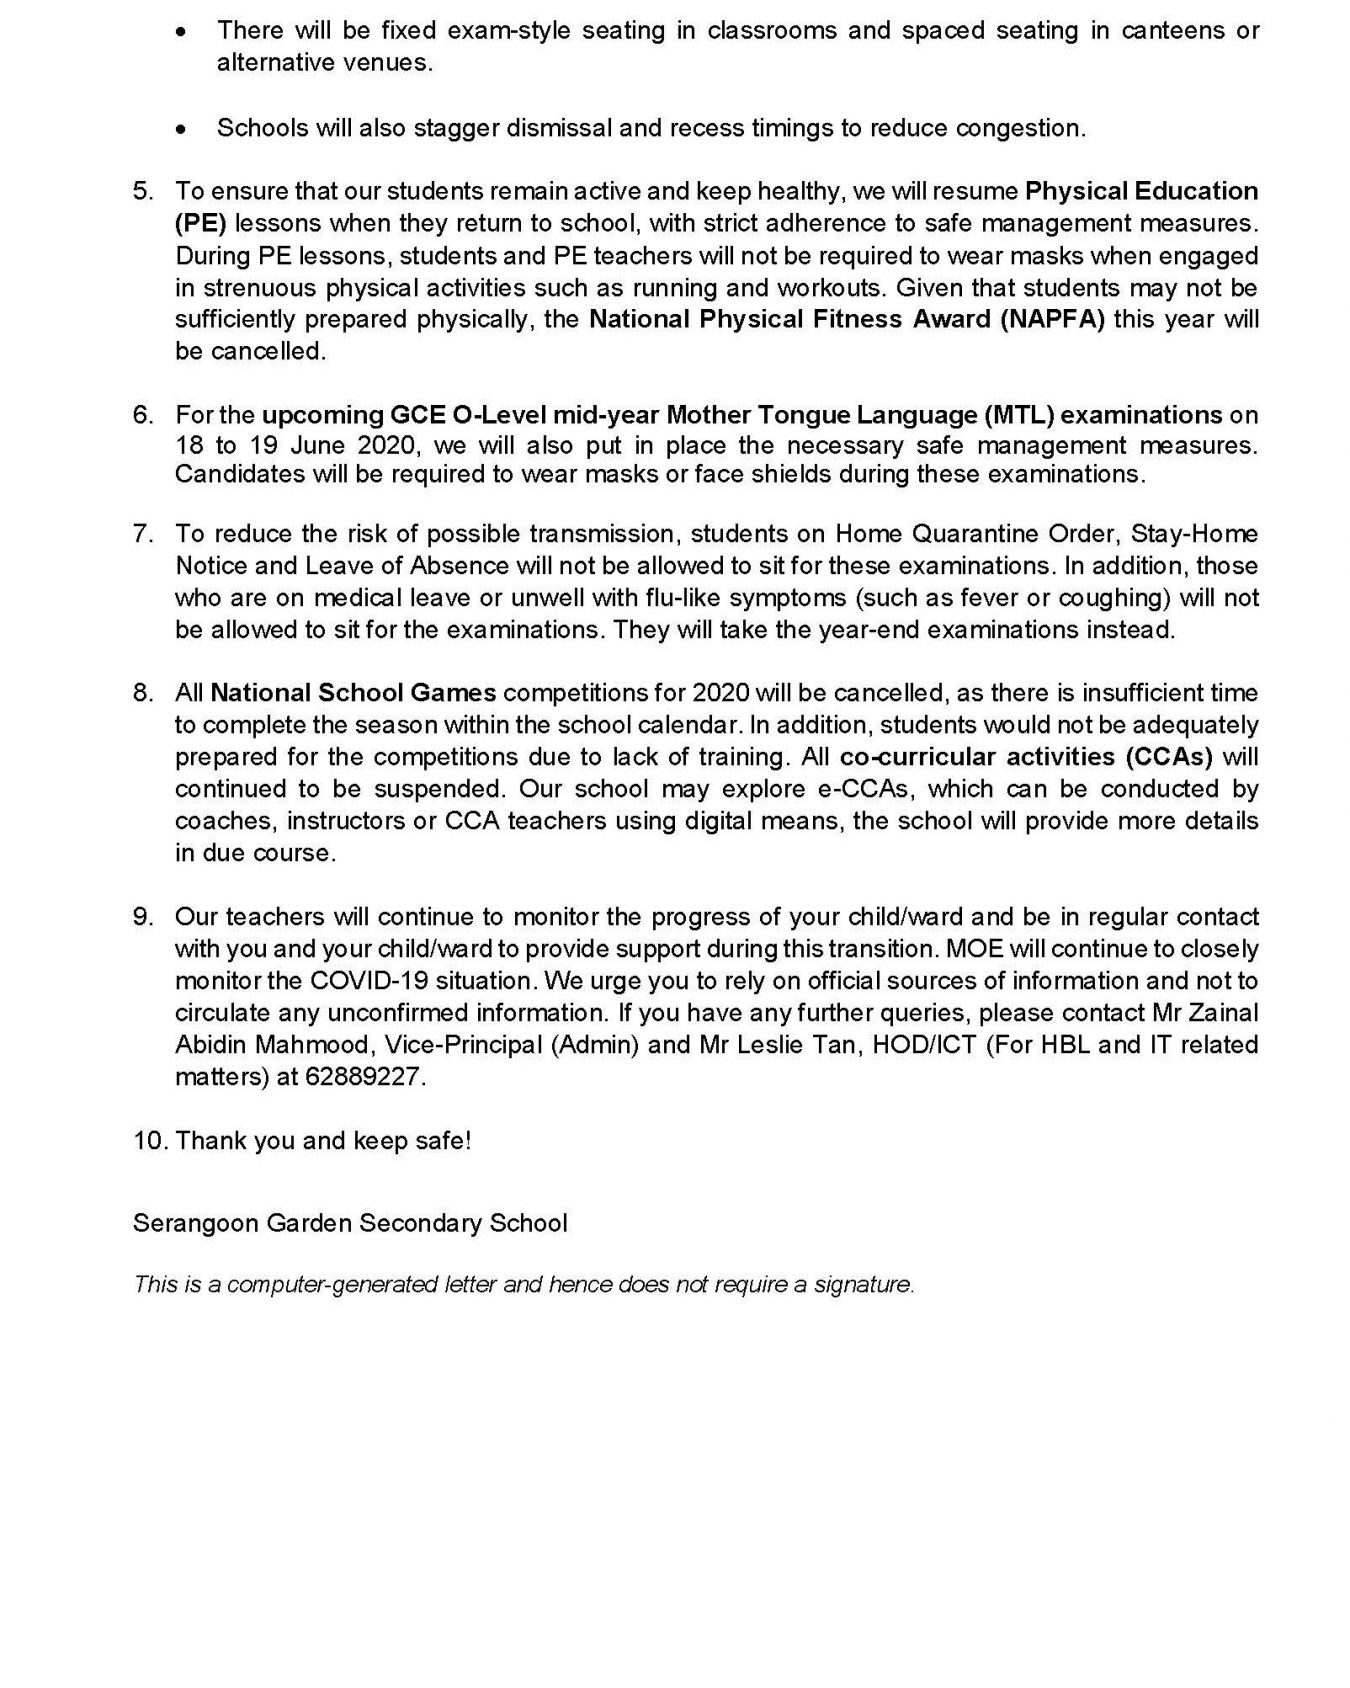 • There will be fixed exam-style seating in classrooms and spaced seating in canteens or
alternative venues.
• Schools will also stagger dismissal and recess timings to reduce congestion.
5. To ensure that our students remain active and keep healthy, we will resume Physical Education
(PE) lessons when they return to school, with strict adherence to safe management measures.
During PE lessons, students and PE teachers will not be required to wear masks when engaged
in strenuous physical activities such as running and workouts. Given that students may not be
sufficiently prepared physically, the National Physical Fitness Award (NAPFA) this year will
be cancelled.
6. For the upcoming GCE O-Level mid-year Mother Tongue Language (MTL) examinations on
18 to 19 June 2020, we will also put in place the necessary safe management measures.
Candidates will be required to wear masks or face shields during these examinations.
7. To reduce the risk of possible transmission, students on Home Quarantine Order, Stay-Home
Notice and Leave of Absence will not be allowed to sit for these examinations. In addition, those
who are on medical leave or unwell with flu-like symptoms (such as fever or coughing) will not
be allowed to sit for the examinations. They will take the year-end examinations instead.
8. All National School Games competitions for 2020 will be cancelled, as there is insufficient time
to complete the season within the school calendar. In addition, students would not be adequately
prepared for the competitions due to lack of training. All co-curricular activities (CCAs) will
continued to be suspended. Our school may explore e-CCAs, which can be conducted by
coaches, instructors or CCA teachers using digital means, the school will provide more details
in due course.
9. Our teachers will continue to monitor the progress of your child/ward and be in regular contact
with you and your child/ward to provide support during this transition. MOE will continue to closely
monitor the COVID-19 situation. We urge you to rely on official sources of information and not to
circulate any unconfirmed information. If you have any further queries, please contact Mr Zainal
Abidin Mahmood, Vice-Principal (Admin) and Mr Leslie Tan, HOD/ICT (For HBL and IT related
matters) at 62889227.
10. Thank you and keep safe!
Serangoon Garden Secondary School
This is a computer-generated letter and hence does not require a signature.